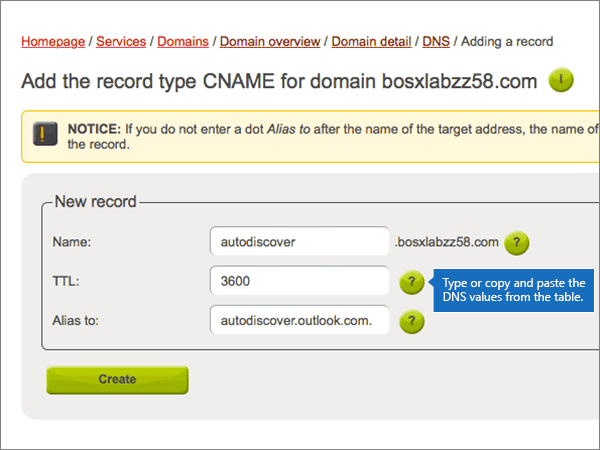 Homepage / Services / Domains / Domain overview / Domain detail / DNS / Adding a record
Add the record type CNAME for domain bosxlabzz58.com i
! NOTICE: If you do not enter a dot Alias to after the name of the target address, the name of
the record.
New record
Name: autodiscover .bosxlabzz58.com ?
TTL: 3600 ? Type or copy and paste the
DNS values from the table.
Alias to: autodiscover.outlook.com. ?
Create